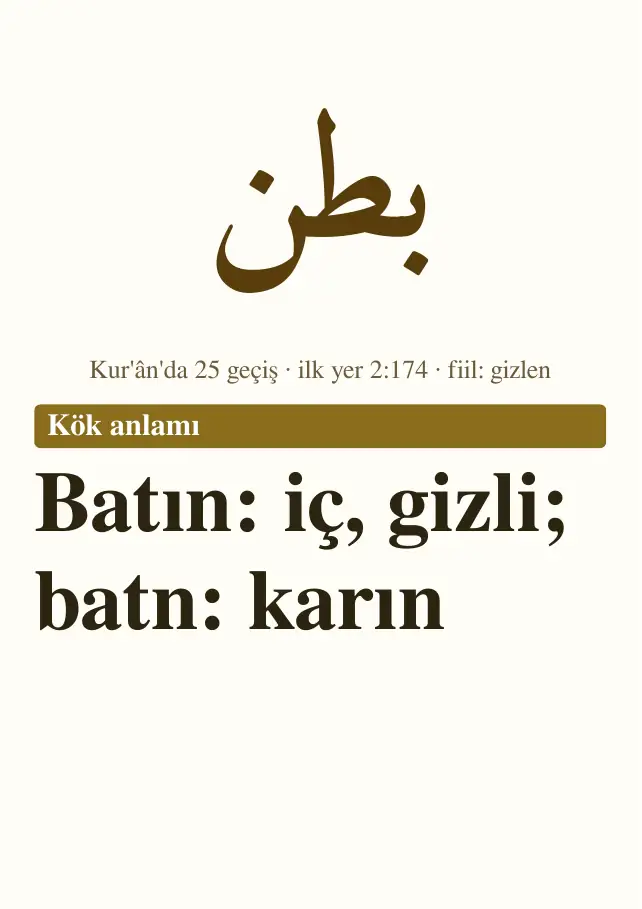 بطن
Kur'ân'da 25 geçiş · ilk yer 2:174 · fiil: gizlen
Kök anlamı
Batın: iç, gizli;
batn: karın